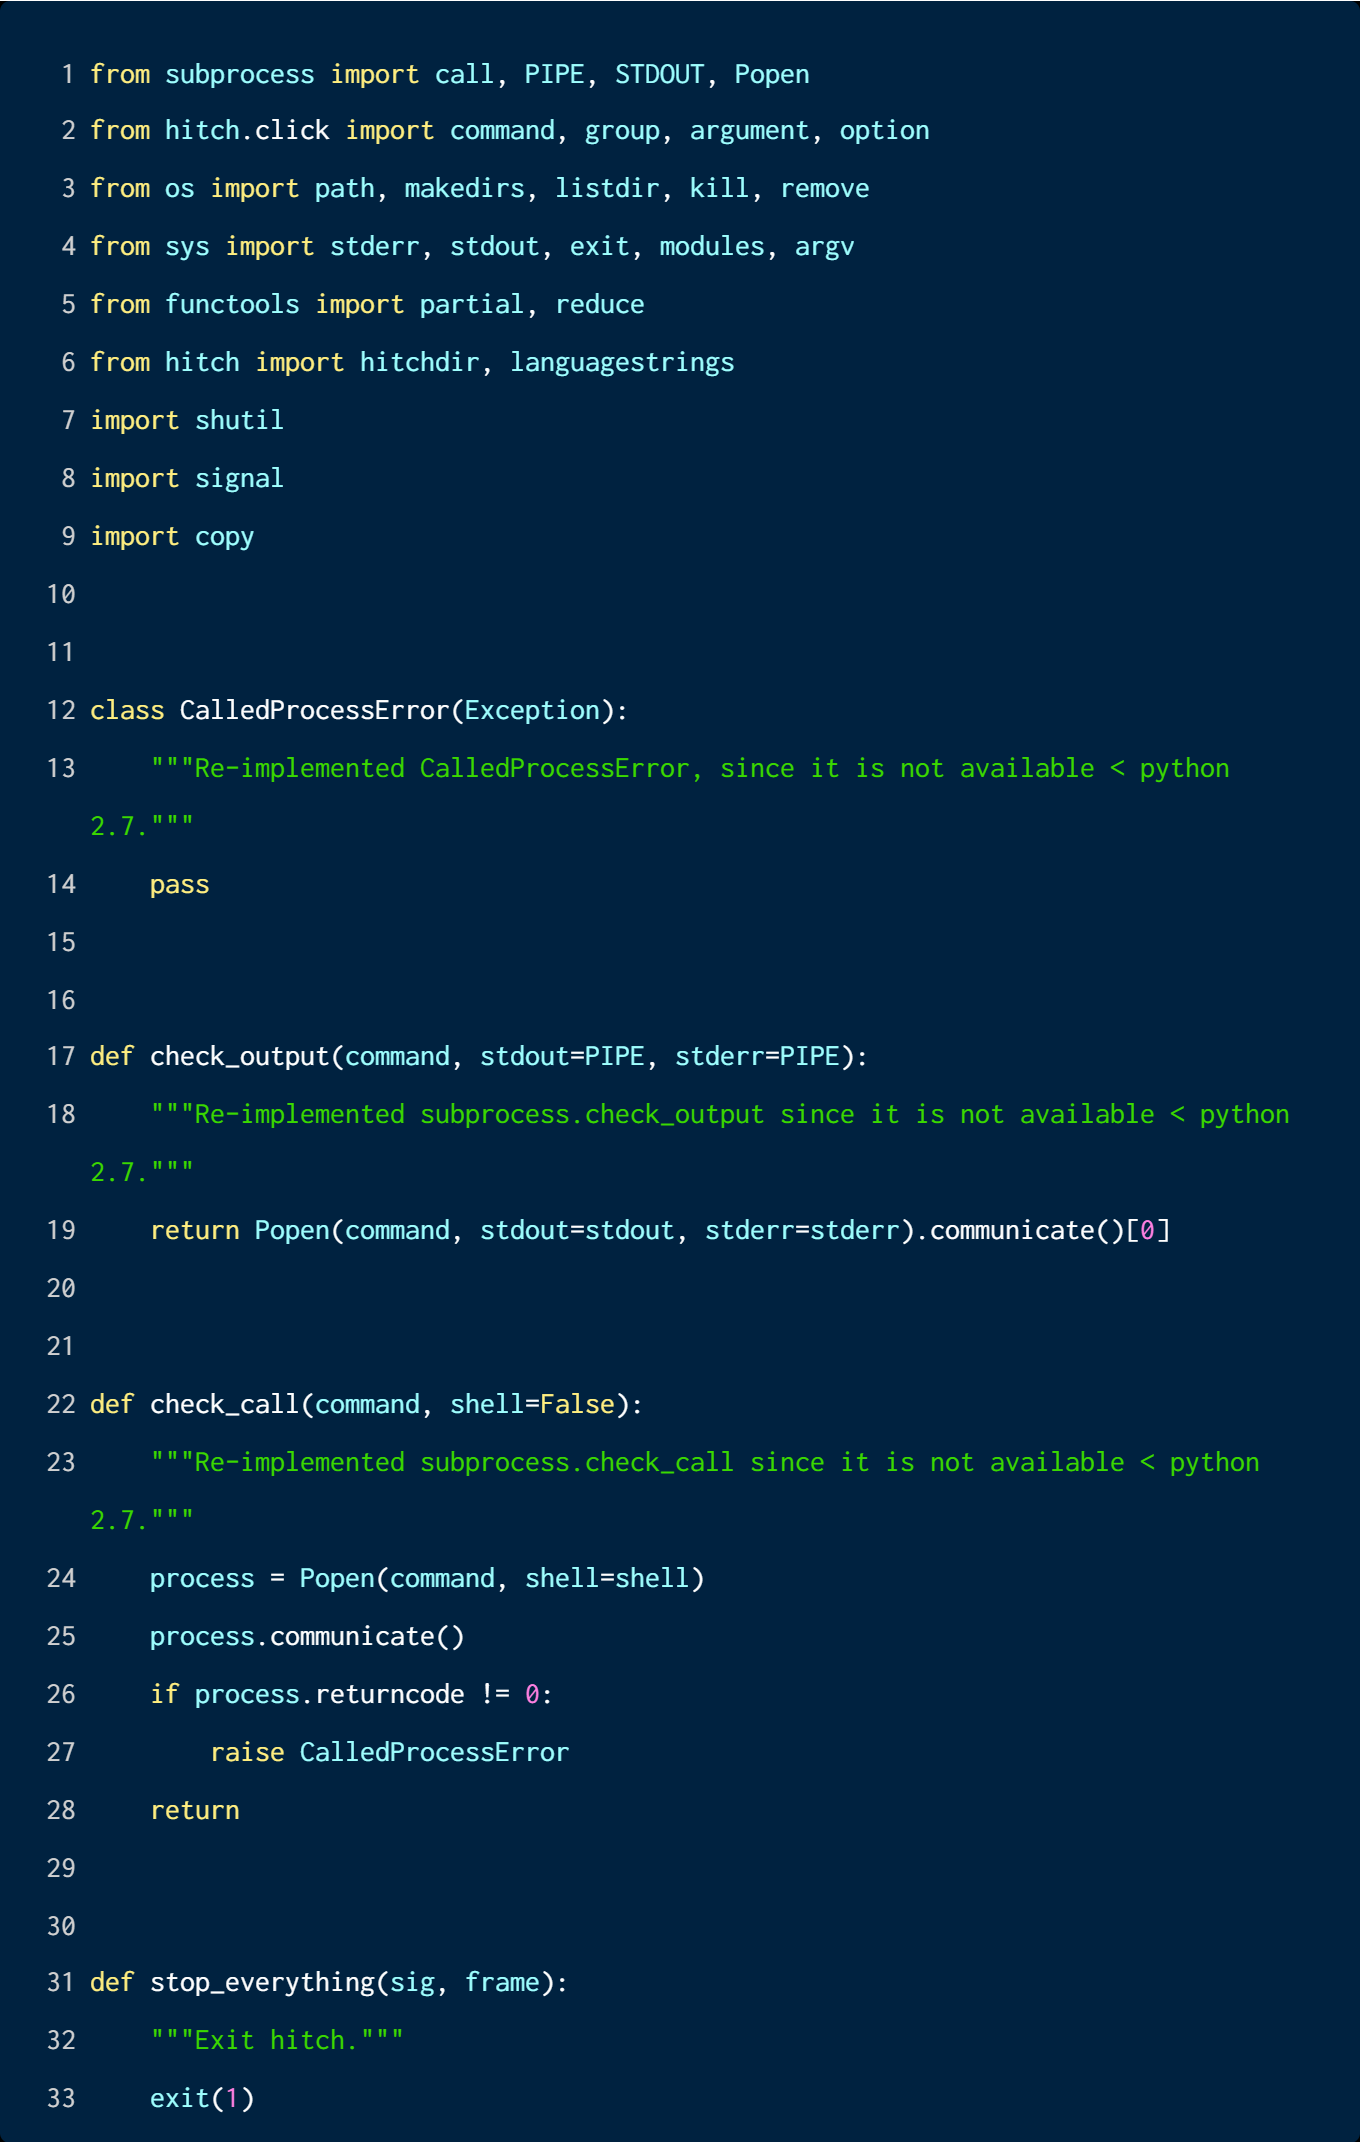 1 from subprocess import call, PIPE, STDOUT, Popen
2 from hitch.click import command, group, argument, option
3 from os import path, makedirs, listdir, kill, remove
4 from sys import stderr, stdout, exit, modules, argv
5 from functools import partial, reduce
6 from hitch import hitchdir, languagestrings
7 import shutil
8 import signal
9 import copy
10
11
12 class CalledProcessError(Exception):
13     """Re-implemented CalledProcessError, since it is not available < python
2.7."""
14     pass
15
16
17 def check_output(command, stdout=PIPE, stderr=PIPE):
18     """Re-implemented subprocess.check_output since it is not available < python
2.7."""
19     return Popen(command, stdout=stdout, stderr=stderr).communicate()[0]
20
21
22 def check_call(command, shell=False):
23     """Re-implemented subprocess.check_call since it is not available < python
2.7."""
24     process = Popen(command, shell=shell)
25     process.communicate()
26     if process.returncode != 0:
27         raise CalledProcessError
28     return
29
30
31 def stop_everything(sig, frame):
32     """Exit hitch."""
33     exit(1)